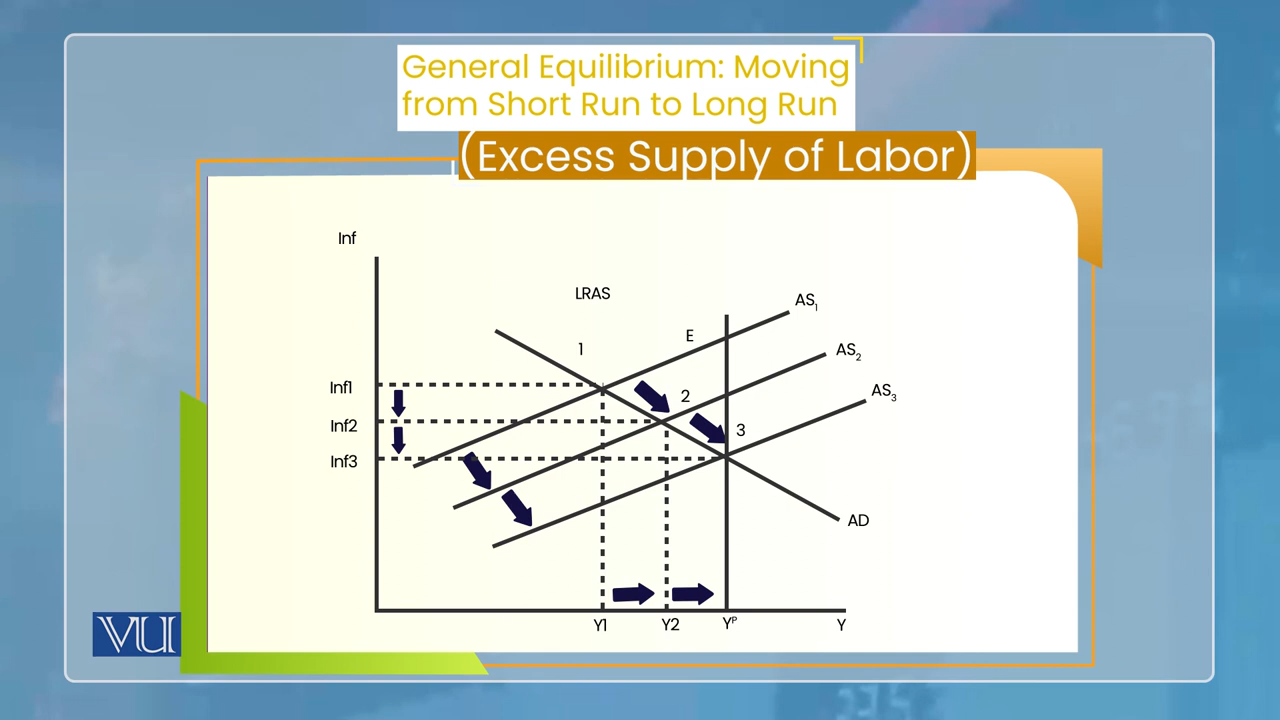 General Equilibrium: Moving
from Short Run to Long Run
(Excess Supply of Labor)
Inf
LRAS
AS1
E
1
AS2
Inf1
2
AS3
Inf2
3
Inf3
AD
VU
Y1
Y2
Yᴾ
Y